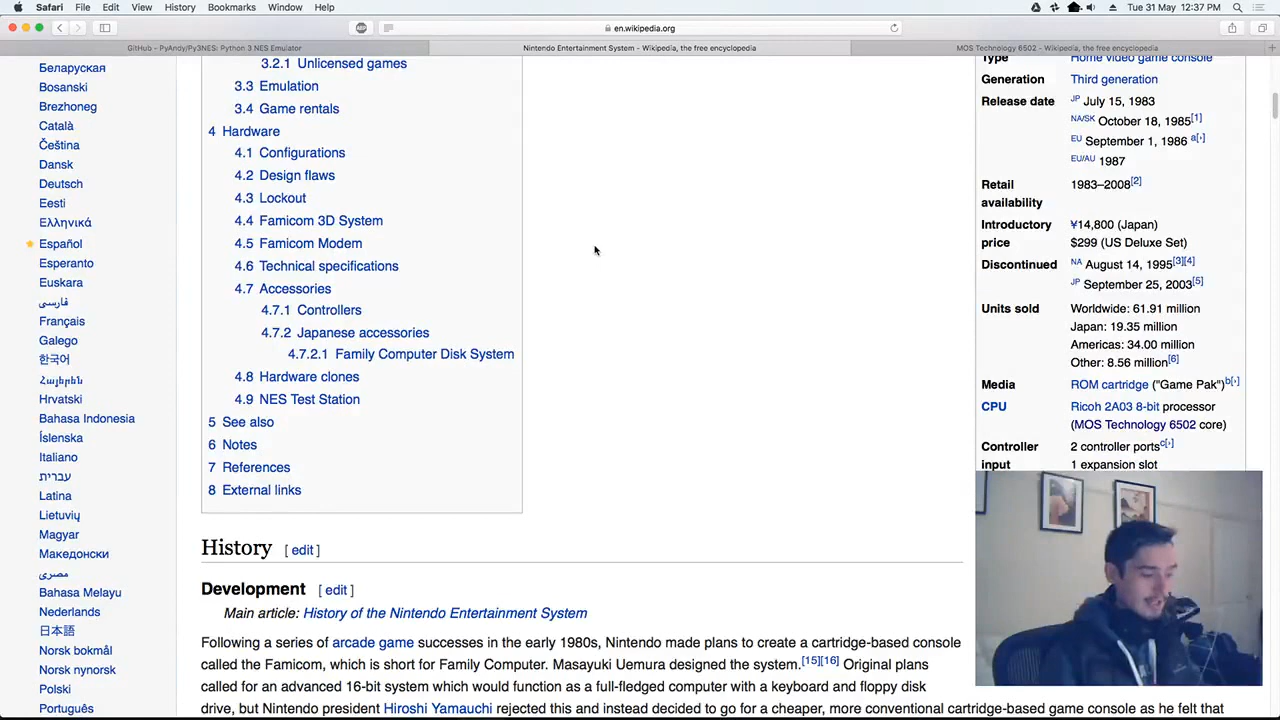 Safari File Edit View History Bookmarks Window Help
Tue 31 May 12:37 PM
en.wikipedia.org
GitHub - PyAndy/Py3NES: Python 3 NES Emulator
Nintendo Entertainment System - Wikipedia, the free encyclopedia
MOS Technology 6502 - Wikipedia, the free encyclopedia
Беларуская
Bosanski
Brezhoneg
Català
Čeština
Dansk
Deutsch
Eesti
Ελληνικά
Español
Esperanto
Euskara
فارسی
Français
Galego
한국어
Հայերեն
Hrvatski
Bahasa Indonesia
Íslenska
Italiano
עברית
Latina
Lietuvių
Magyar
Македонски
مصرى
Bahasa Melayu
Nederlands
日本語
Norsk bokmål
Norsk nynorsk
Polski
Português
3.2.1 Unlicensed games
3.3 Emulation
3.4 Game rentals
4 Hardware
4.1 Configurations
4.2 Design flaws
4.3 Lockout
4.4 Famicom 3D System
4.5 Famicom Modem
4.6 Technical specifications
4.7 Accessories
4.7.1 Controllers
4.7.2 Japanese accessories
4.7.2.1 Family Computer Disk System
4.8 Hardware clones
4.9 NES Test Station
5 See also
6 Notes
7 References
8 External links
History [ edit ]
Development [ edit ]
Main article: History of the Nintendo Entertainment System
Following a series of arcade game successes in the early 1980s, Nintendo made plans to create a cartridge-based console
called the Famicom, which is short for Family Computer. Masayuki Uemura designed the system.[15][16] Original plans
called for an advanced 16-bit system which would function as a full-fledged computer with a keyboard and floppy disk
drive, but Nintendo president Hiroshi Yamauchi rejected this and instead decided to go for a cheaper, more conventional cartridge-based game console as he felt that
Type Home video game console
Generation Third generation
Release date JP July 15, 1983
NA/SK October 18, 1985[1]
EU September 1, 1986 a[›]
EU/AU 1987
Retail 1983–2008[2]
availability
Introductory ¥14,800 (Japan)
price $299 (US Deluxe Set)
Discontinued NA August 14, 1995[3][4]
JP September 25, 2003[5]
Units sold Worldwide: 61.91 million
Japan: 19.35 million
Americas: 34.00 million
Other: 8.56 million[6]
Media ROM cartridge ("Game Pak")b[›]
CPU Ricoh 2A03 8-bit processor
(MOS Technology 6502 core)
Controller 2 controller portsc[›]
input 1 expansion slot